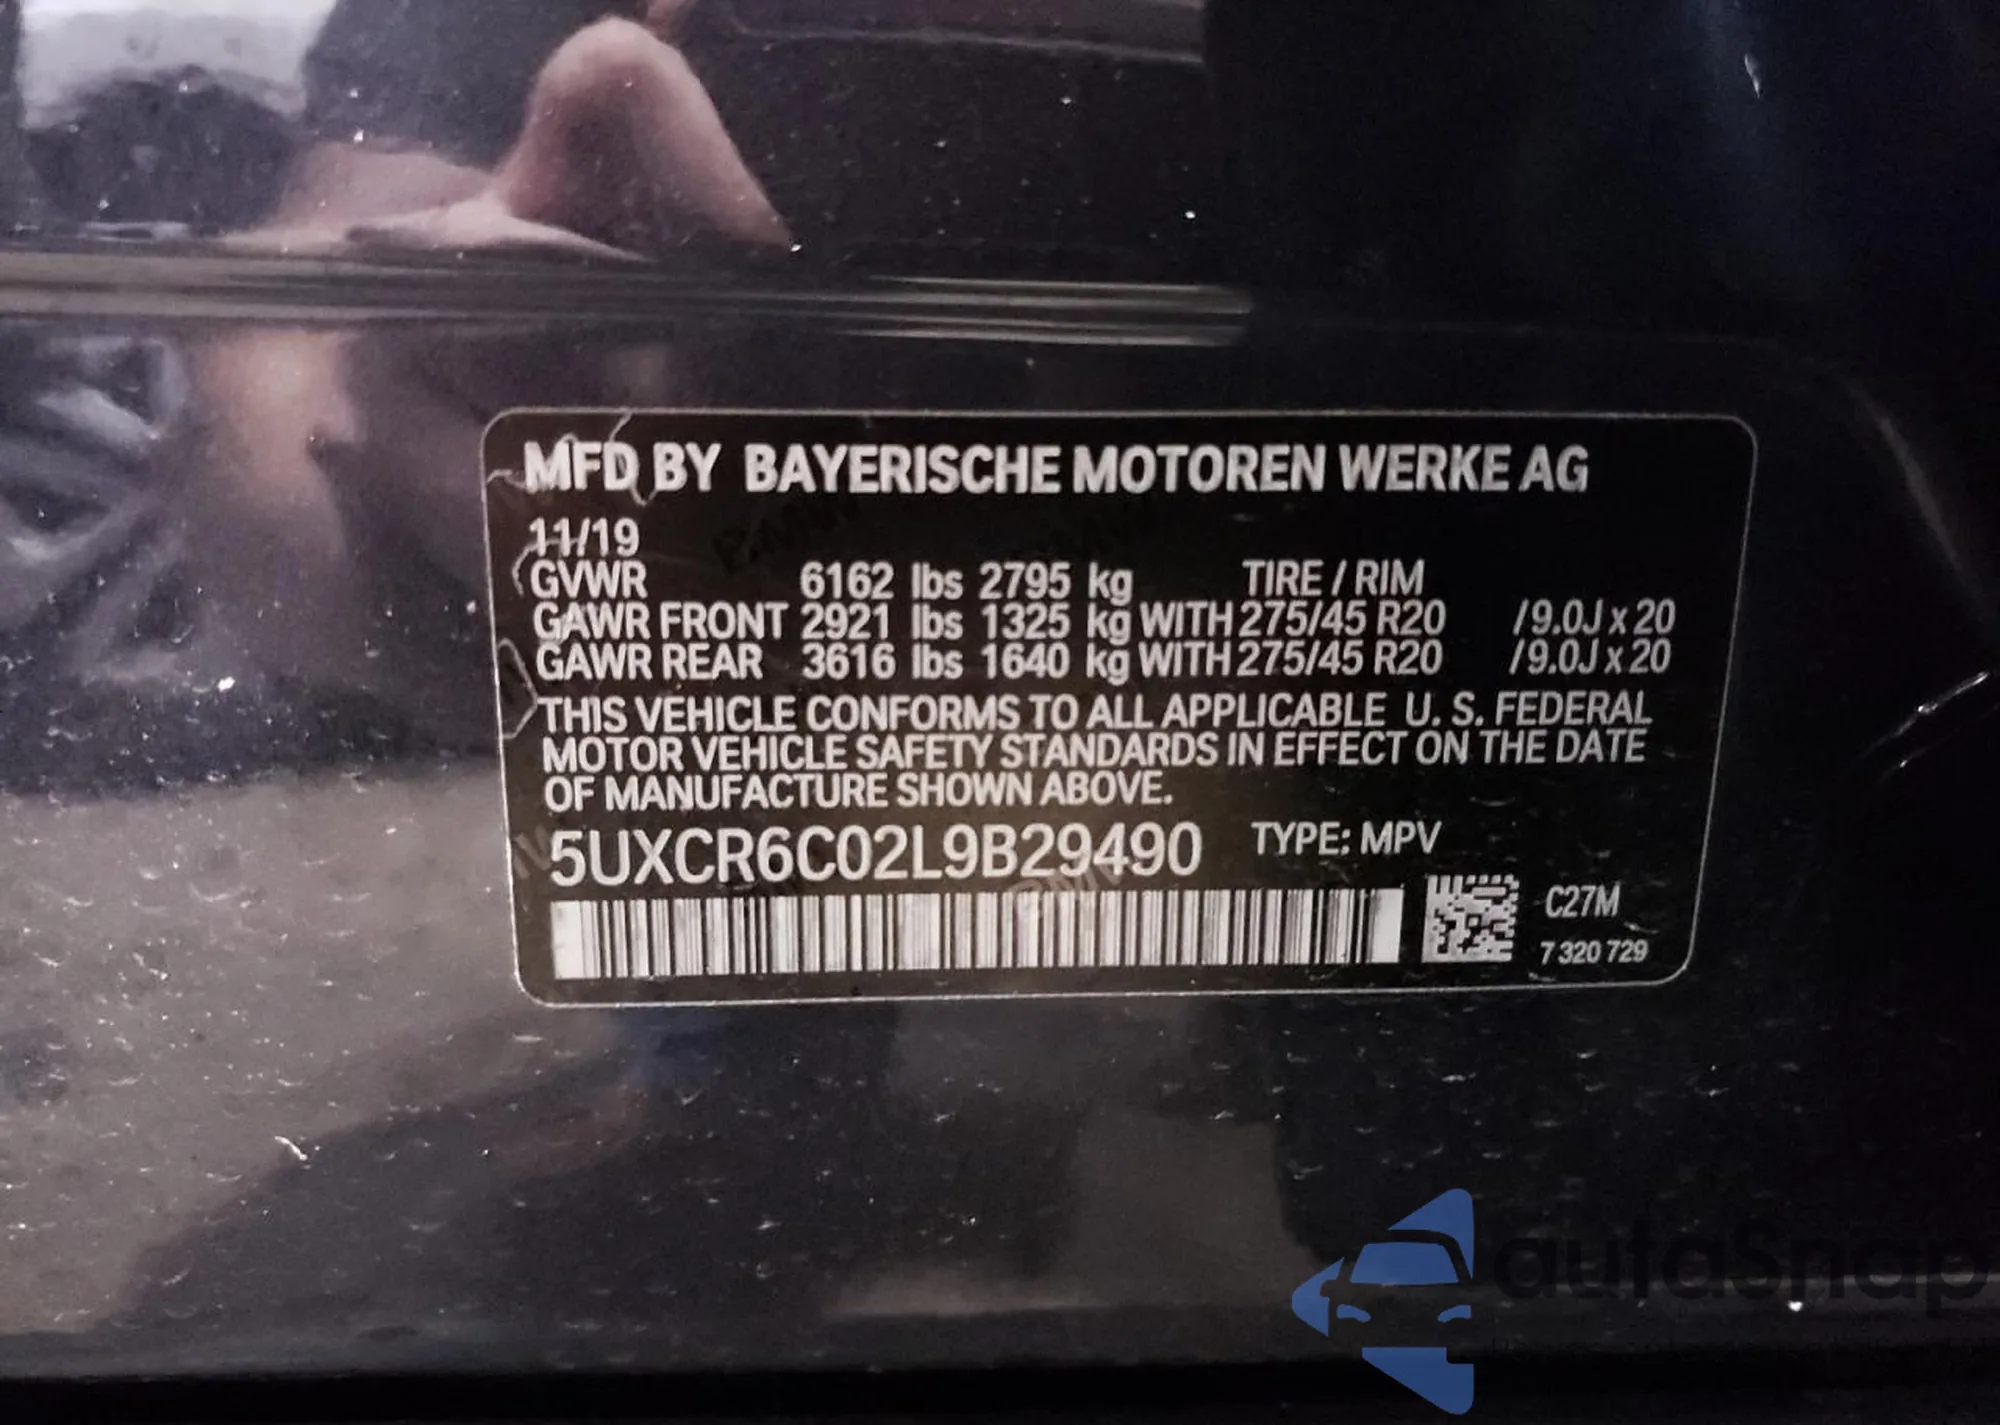 MFD BY BAYERISCHE MOTOREN WERKE AG
11/19
GVWR 6162 lbs 2795 kg TIRE / RIM
GAWR FRONT 2921 lbs 1325 kg WITH 275/45 R20 /9.0J x 20
GAWR REAR 3616 lbs 1640 kg WITH 275/45 R20 /9.0J x 20
THIS VEHICLE CONFORMS TO ALL APPLICABLE U. S. FEDERAL
MOTOR VEHICLE SAFETY STANDARDS IN EFFECT ON THE DATE
OF MANUFACTURE SHOWN ABOVE.
5UXCR6C02L9B29490 TYPE: MPV
C27M
7 320 729
autoSnap